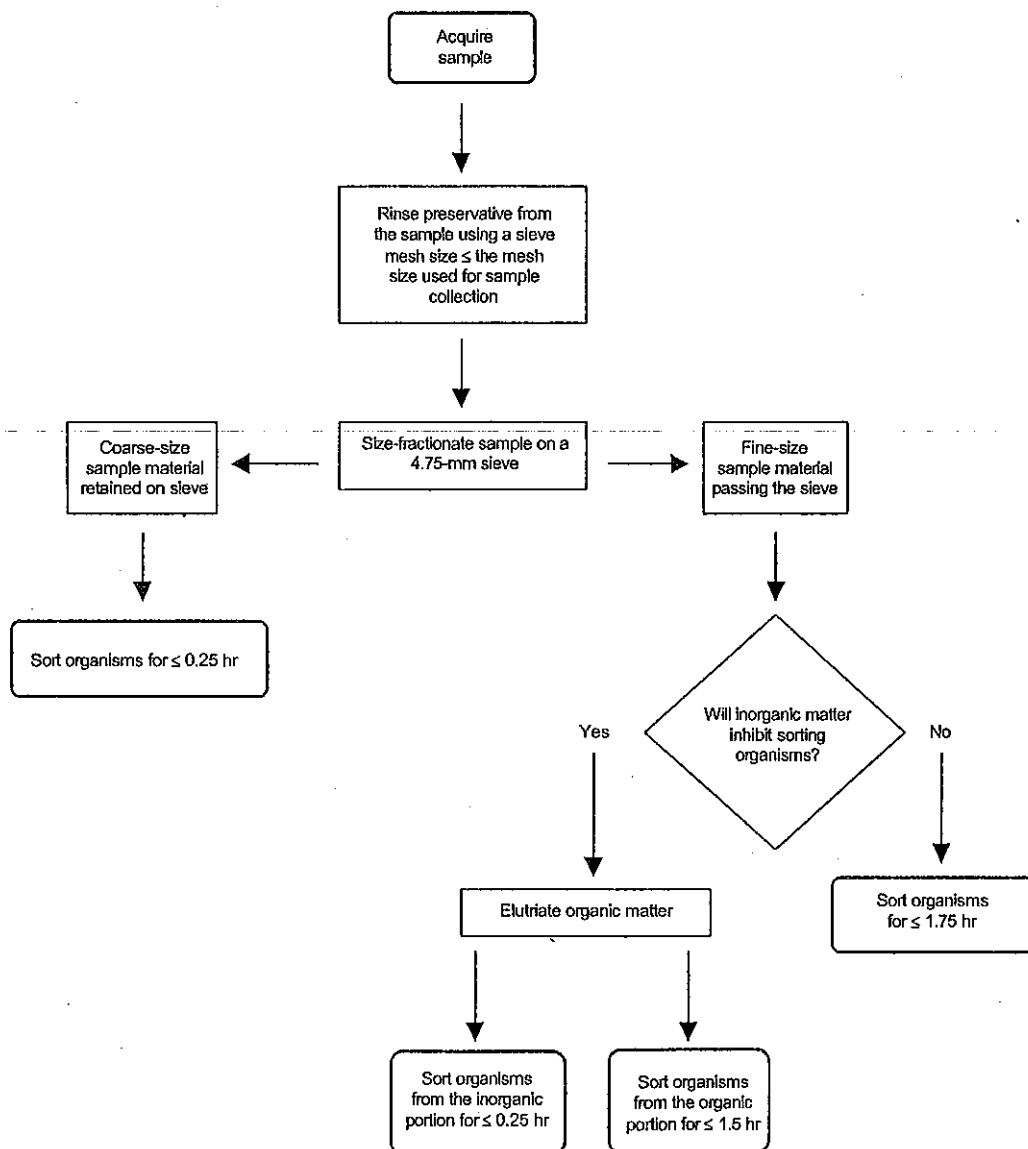 Acquire
sample
Rinse preservative from
the sample using a sieve
mesh size ≤ the mesh
size used for sample
collection
Coarse-size
sample material
retained on sieve
Size-fractionate sample on a
4.75-mm sieve
Fine-size
sample material
passing the sieve
Sort organisms for ≤ 0.25 hr
Will inorganic matter
inhibit sorting
organisms?
Yes
No
Elutriate organic matter
Sort organisms
for ≤ 1.75 hr
Sort organisms
from the inorganic
portion for ≤ 0.25 hr
Sort organisms
from the organic
portion for ≤ 1.5 hr